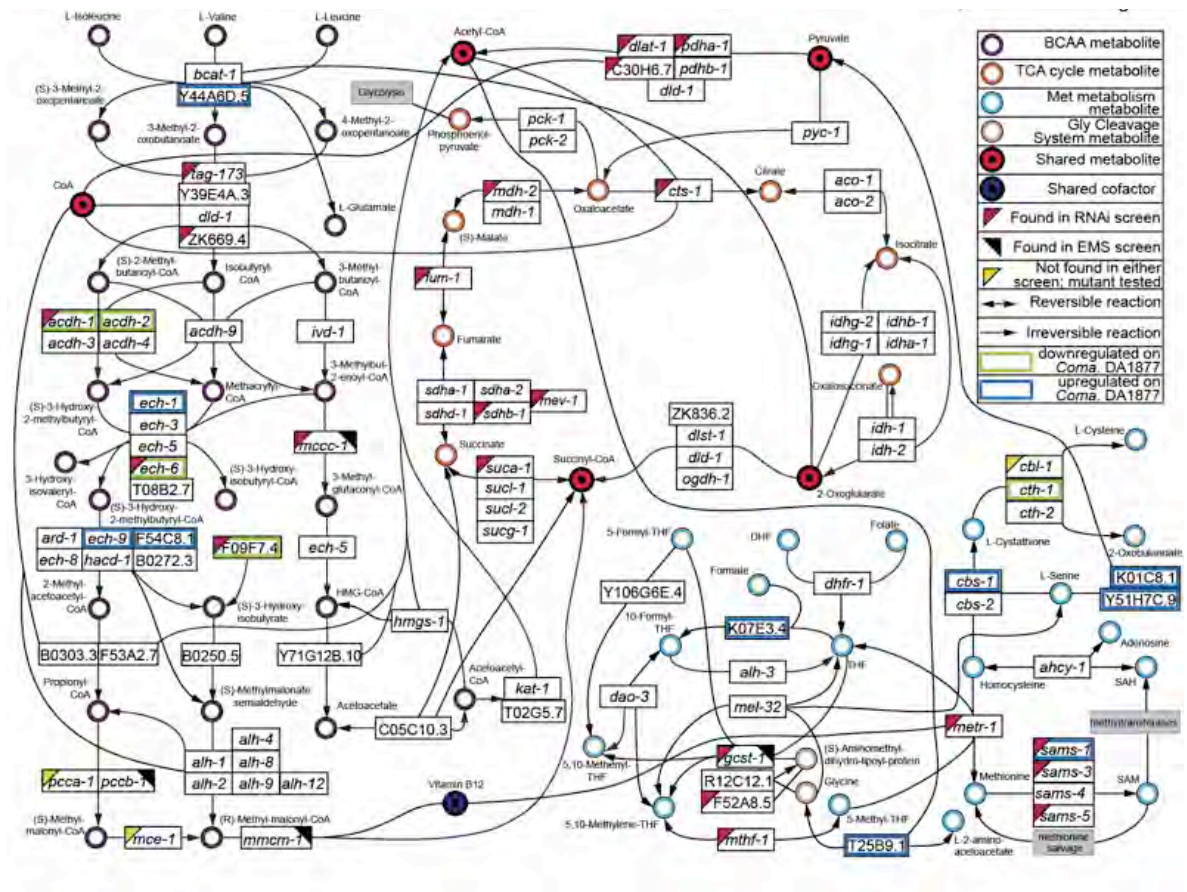 L-Isoleucine
L-Valine
L-Leucine
bcat-1
Y44A6D.5
(S)-3-Methyl-2-
oxopentanoate
3-Methyl-2-
oxobutanoate
4-Methyl-2-
oxopentanoate
CoA
tag-173
Y39E4A.3
dld-1
ZK669.4
L-Glutamate
(S)-2-Methyl-
butanoyl-CoA
Isobutyryl-
CoA
3-Methyl-
butanoyl-
CoA
acdh-1 acdh-2
acdh-3 acdh-4
acdh-9
ivd-1
(S)-3-Hydroxy-
2-methylbutyryl-
CoA
Methacrylyl-
CoA
3-Methylbut-
2-enoyl-CoA
ech-1
ech-3
ech-5
ech-6
T08B2.7
mccc-1
3-Hydroxy-
isovaleryl-
CoA
(S)-3-Hydroxy-
isobutyryl-CoA
3-Methyl-
glutaconyl-CoA
(S)-3-Hydroxy-
2-methylbutyryl-CoA
ard-1 ech-9 F54C8.1
ech-8 hacd-1 B0272.3
F09F7.4
ech-5
2-Methyl-
acetoacetyl-
CoA
(S)-3-Hydroxy-
isobutyrate
HMG-CoA
hmgs-1
B0303.3 F53A2.7
B0250.5
Y71G12B.10
Propionyl-
CoA
(S)-Methylmalonate
semialdehyde
Acetoacetate
C05C10.3
Acetoacetyl-
CoA
kat-1
T02G5.7
alh-4
alh-1 alh-8
alh-2 alh-9 alh-12
pcca-1 pccb-1
Vitamin B12
(S)-Methyl-
malonyl-CoA
mce-1
(R)-Methyl-malonyl-CoA
mmcm-1
Acetyl-CoA
dlat-1 pdha-1
C30H6.7 pdhb-1
dld-1
Pyruvate
Glycolysis
Phosphoenol-
pyruvate
pck-1
pck-2
pyc-1
mdh-2
mdh-1
Oxaloacetate
cts-1
Citrate
aco-1
aco-2
(S)-Malate
Isocitrate
fum-1
Fumarate
idhg-2 idhb-1
idhg-1 idha-1
Oxalosuccinate
sdha-1 sdha-2
sdhd-1 sdhb-1
mev-1
idh-1
idh-2
Succinate
ZK836.2
dlst-1
dld-1
ogdh-1
suca-1
sucl-1
sucl-2
sucg-1
Succinyl-CoA
2-Oxoglutarate
5-Formyl-THF
DHF
Folate
Formate
Y106G6E.4
dhfr-1
10-Formyl-
THF
K07E3.4
THF
alh-3
dao-3
mel-32
5,10-Methenyl-
THF
gcst-1
R12C12.1
F52A8.5
(S)-Aminomethyl-
dihydro-lipoyl-protein
Glycine
5,10-Methylene-THF
mthf-1
5-Methyl-THF
T25B9.1
L-2-amino-
acetoacetate
L-Cysteine
cbl-1
cth-1
cth-2
L-Cystathione
2-Oxobutanoate
cbs-1
cbs-2
L-Serine
K01C8.1
Y51H7C.9
Adenosine
ahcy-1
Homocysteine
SAH
metr-1
methyltransferases
Methionine
sams-1
sams-3
sams-4
sams-5
SAM
methionine
salvage
BCAA metabolite
TCA cycle metabolite
Met metabolism
metabolite
Gly Cleavage
System metabolite
Shared metabolite
Shared cofactor
Found in RNAi screen
Found in EMS screen
Not found in either
screen; mutant tested
Reversible reaction
Irreversible reaction
downregulated on
Coma. DA1877
upregulated on
Coma. DA1877